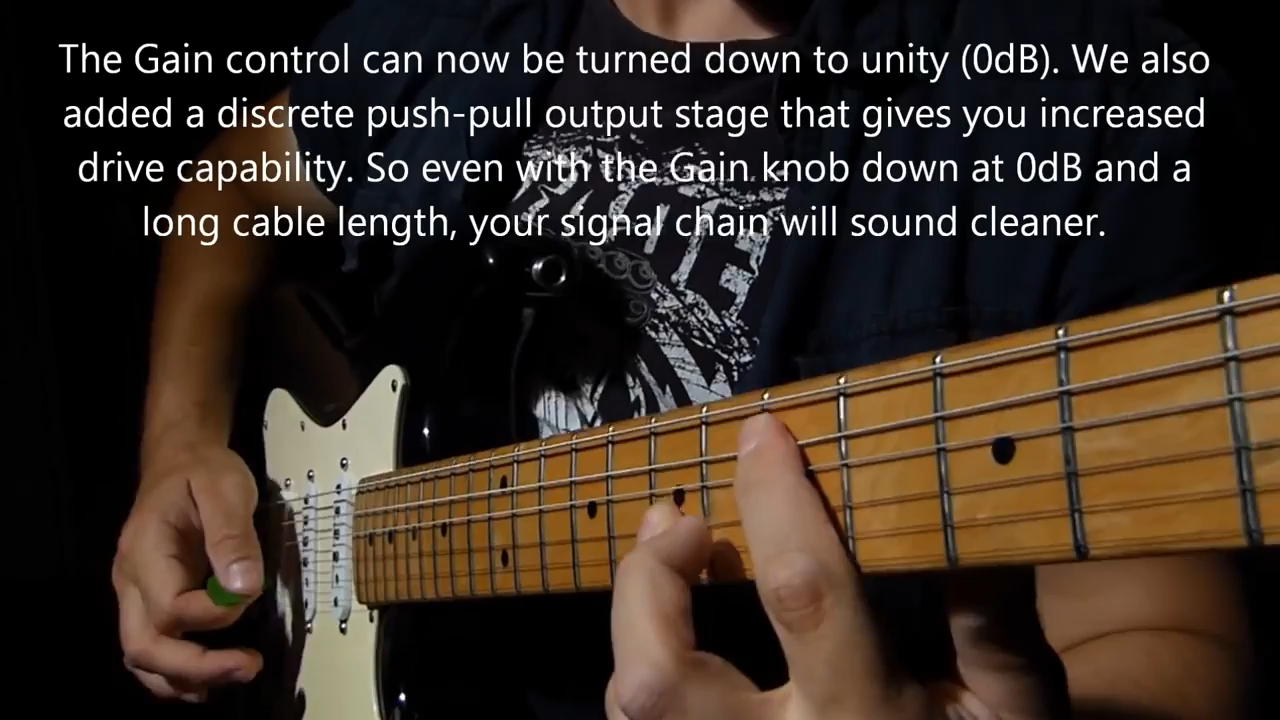 The Gain control can now be turned down to unity (0dB). We also
added a discrete push-pull output stage that gives you increased
drive capability. So even with the Gain knob down at 0dB and a
long cable length, your signal chain will sound cleaner.